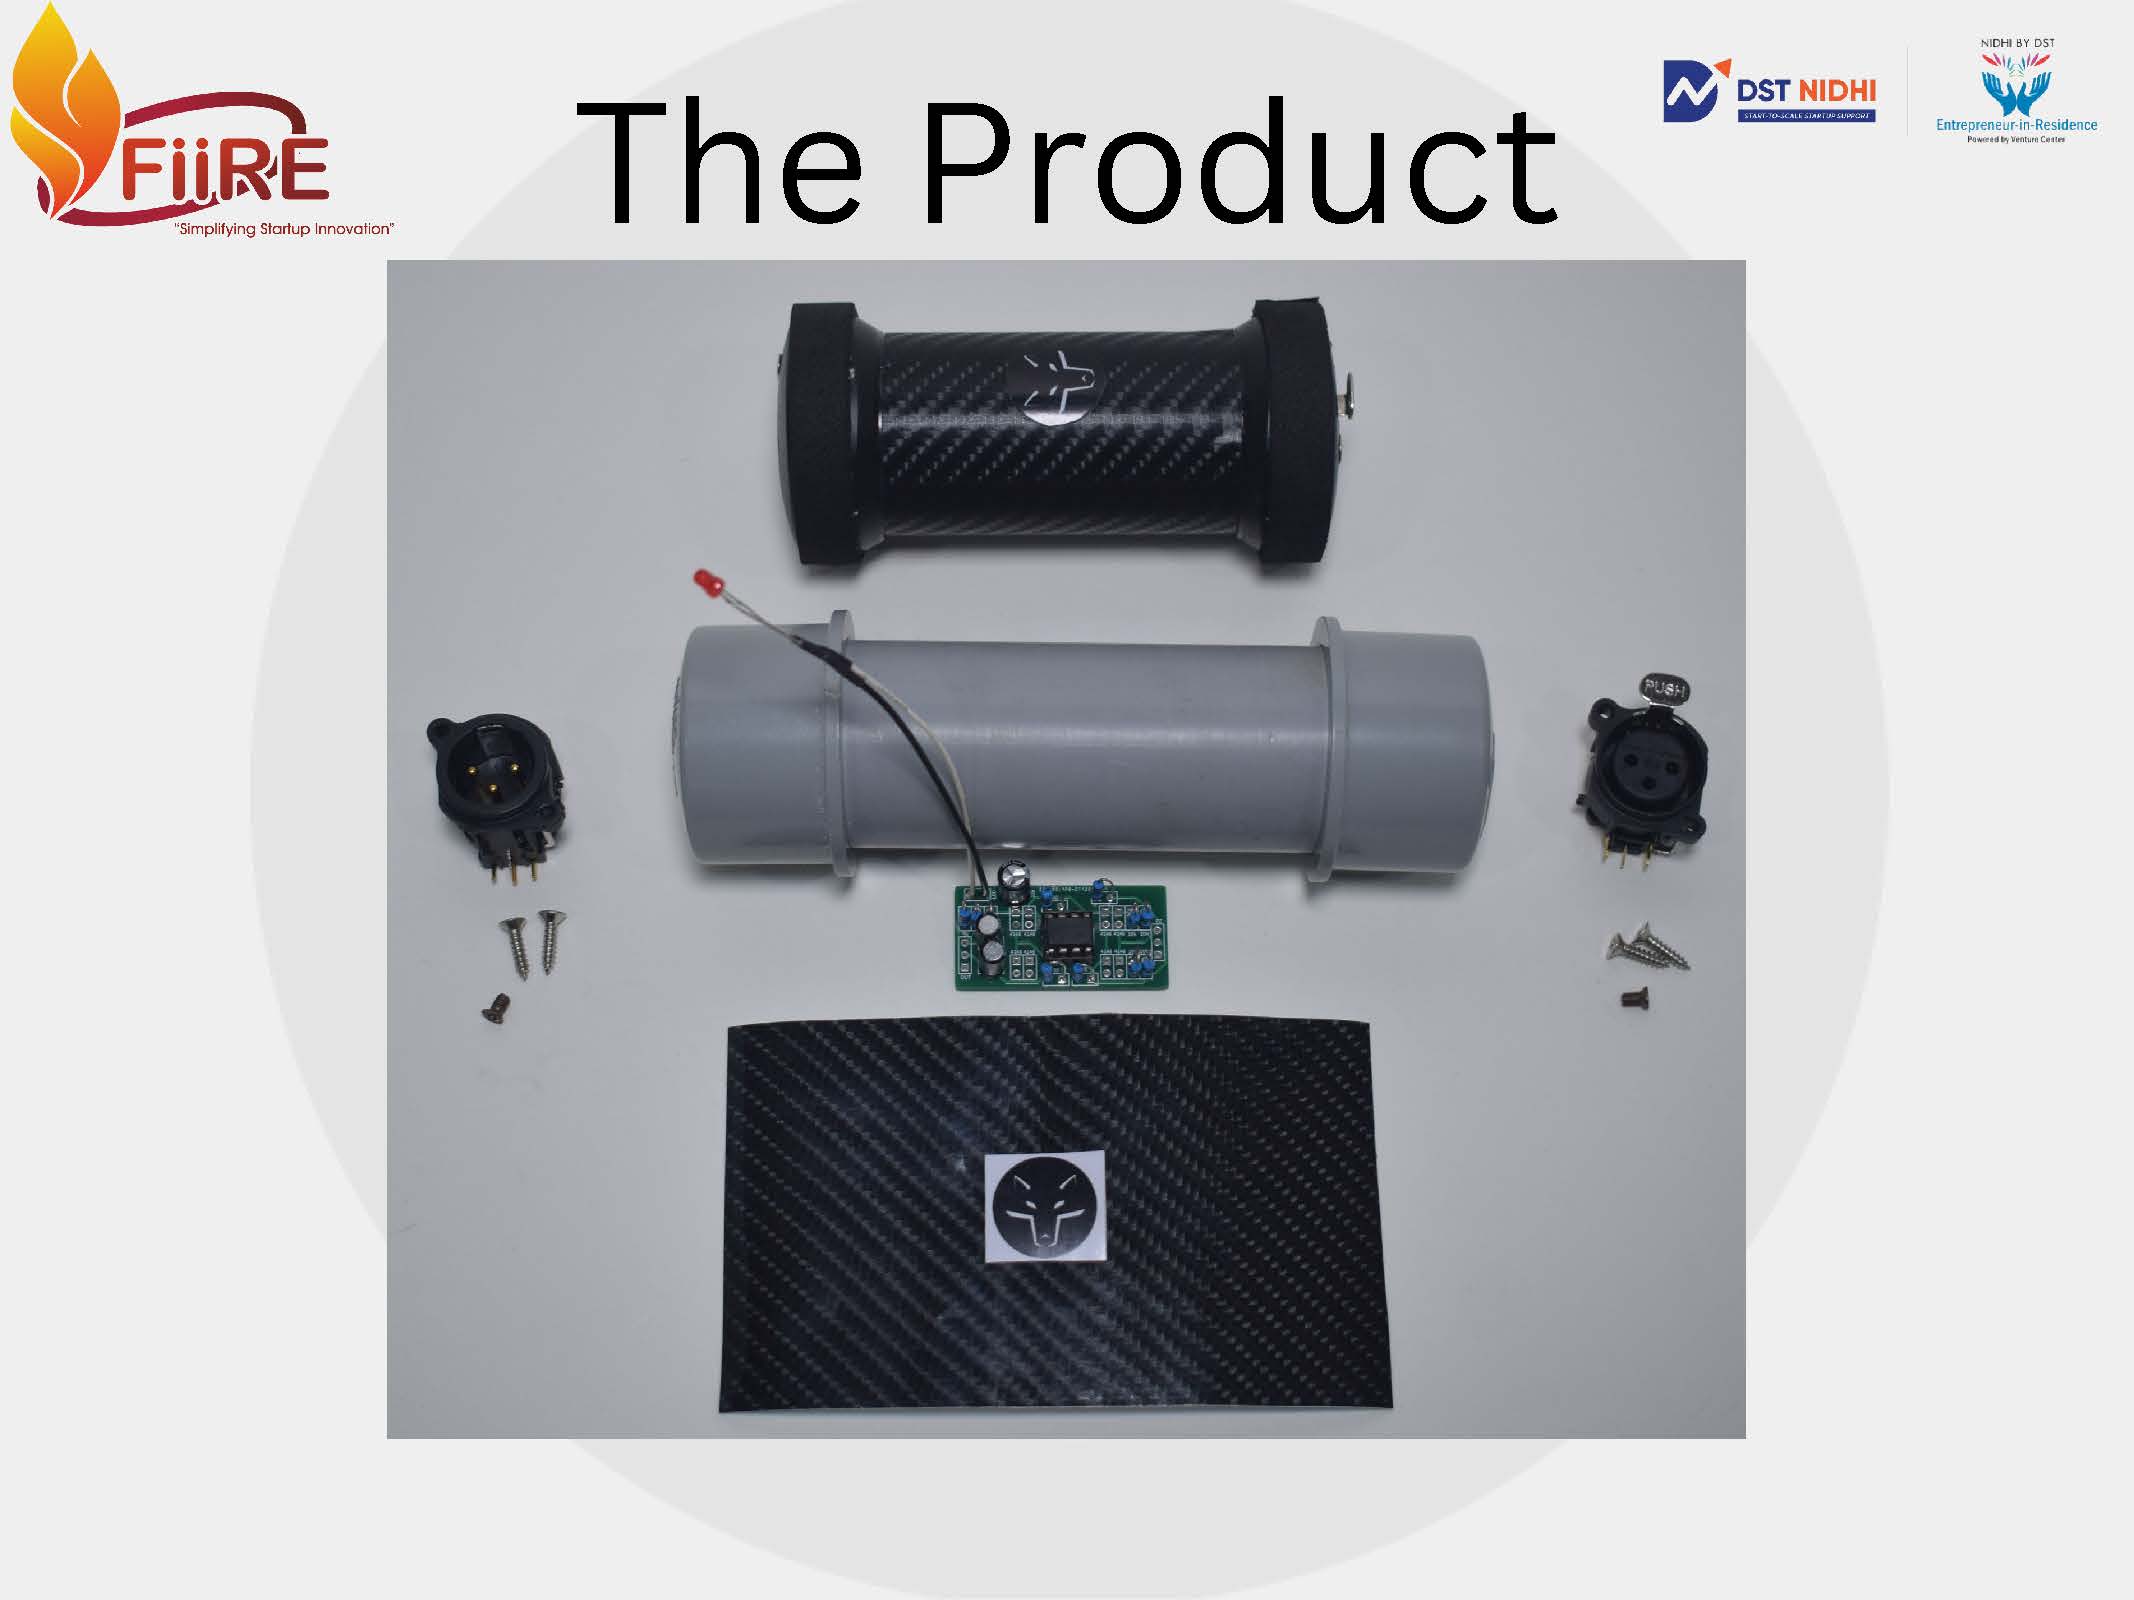 FiiRE
"Simplifying Startup Innovation"
The Product
DST NIDHI
START-TO-SCALE STARTUP SUPPORT
NIDHI BY DST
Entrepreneur-in-Residence
Powered by Venture Center
PUSH
OUT